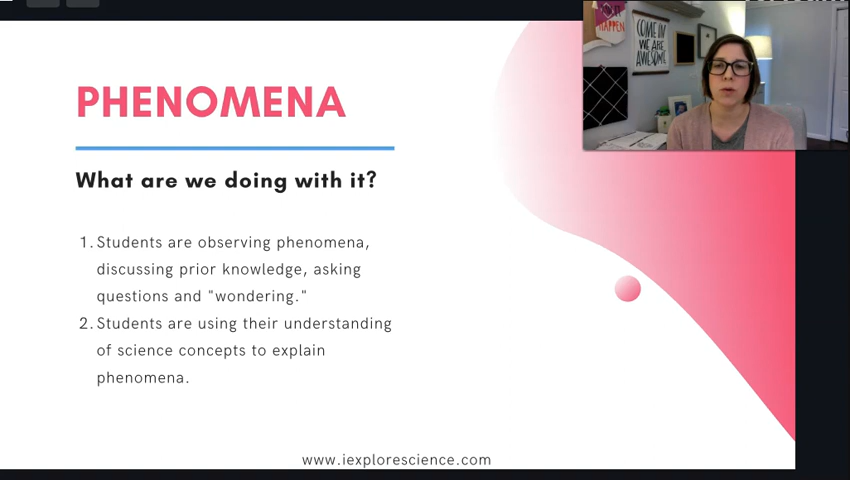 PHENOMENA
What are we doing with it?
1. Students are observing phenomena,
discussing prior knowledge, asking
questions and "wondering."
2. Students are using their understanding
of science concepts to explain
phenomena.
www.iexplorescience.com
HAPPEN
COME IN
WE ARE
AWESOME